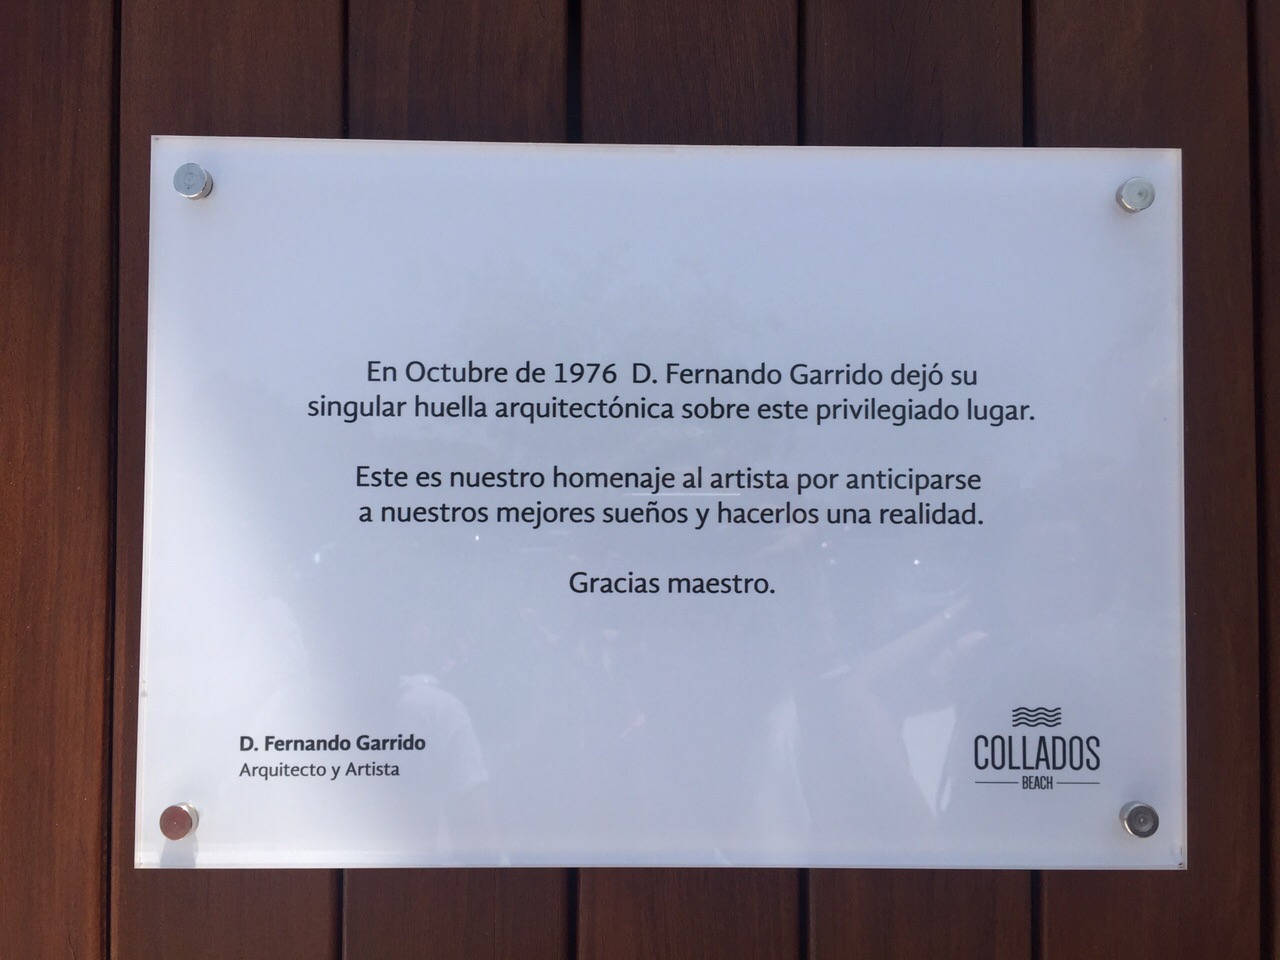 En Octubre de 1976 D. Fernando Garrido dejó su
singular huella arquitectónica sobre este privilegiado lugar.
Este es nuestro homenaje al artista por anticiparse
a nuestros mejores sueños y hacerlos una realidad.
Gracias maestro.
D. Fernando Garrido
Arquitecto y Artista
COLLADOS
BEACH